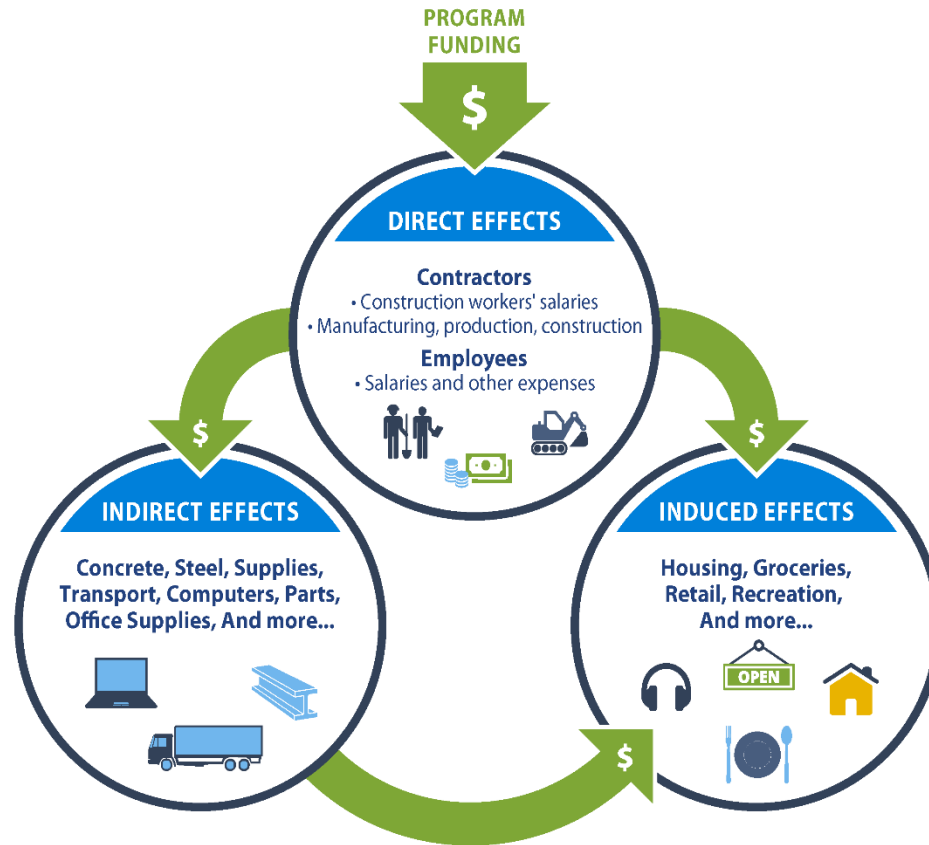 PROGRAM
FUNDING
$
DIRECT EFFECTS
Contractors
• Construction workers' salaries
• Manufacturing, production, construction
Employees
• Salaries and other expenses
$
$
INDIRECT EFFECTS
Concrete, Steel, Supplies,
Transport, Computers, Parts,
Office Supplies, And more...
INDUCED EFFECTS
Housing, Groceries,
Retail, Recreation,
And more...
OPEN
$